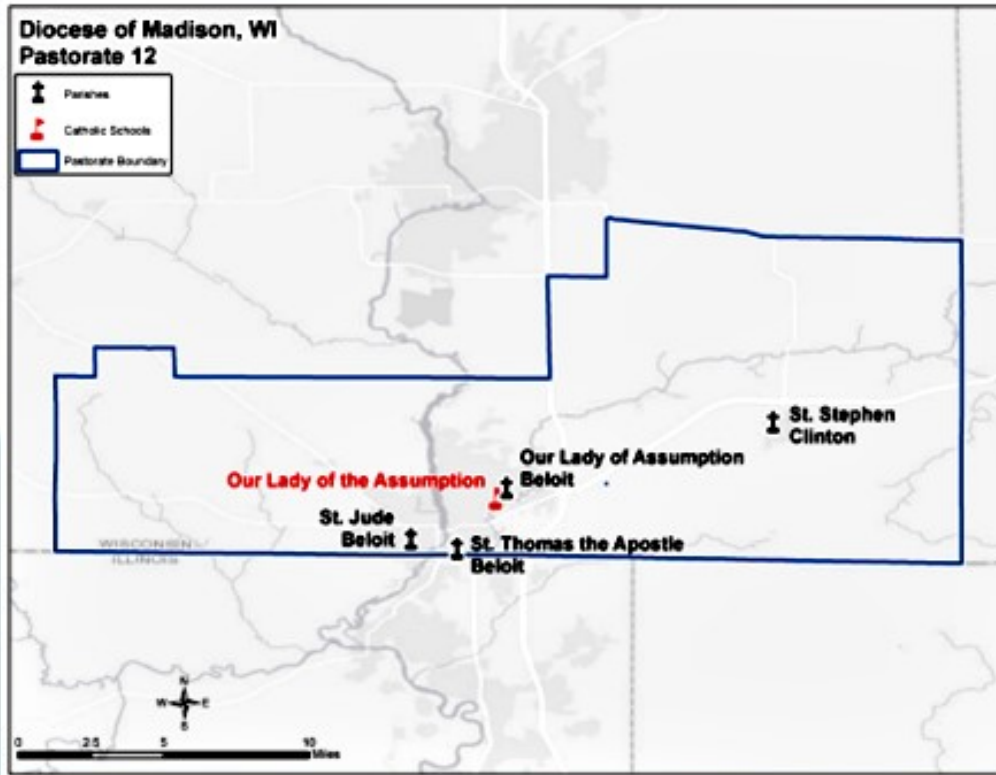 Diocese of Madison, WI
Pastorate 12
Parishes
Catholic Schools
Pastorate Boundary
St. Stephen
Clinton
Our Lady of Assumption
Beloit
Our Lady of the Assumption
St. Jude
Beloit
St. Thomas the Apostle
Beloit
WISCONSIN
ILLINOIS
N
W E
S
0 2.5 5 10
Miles